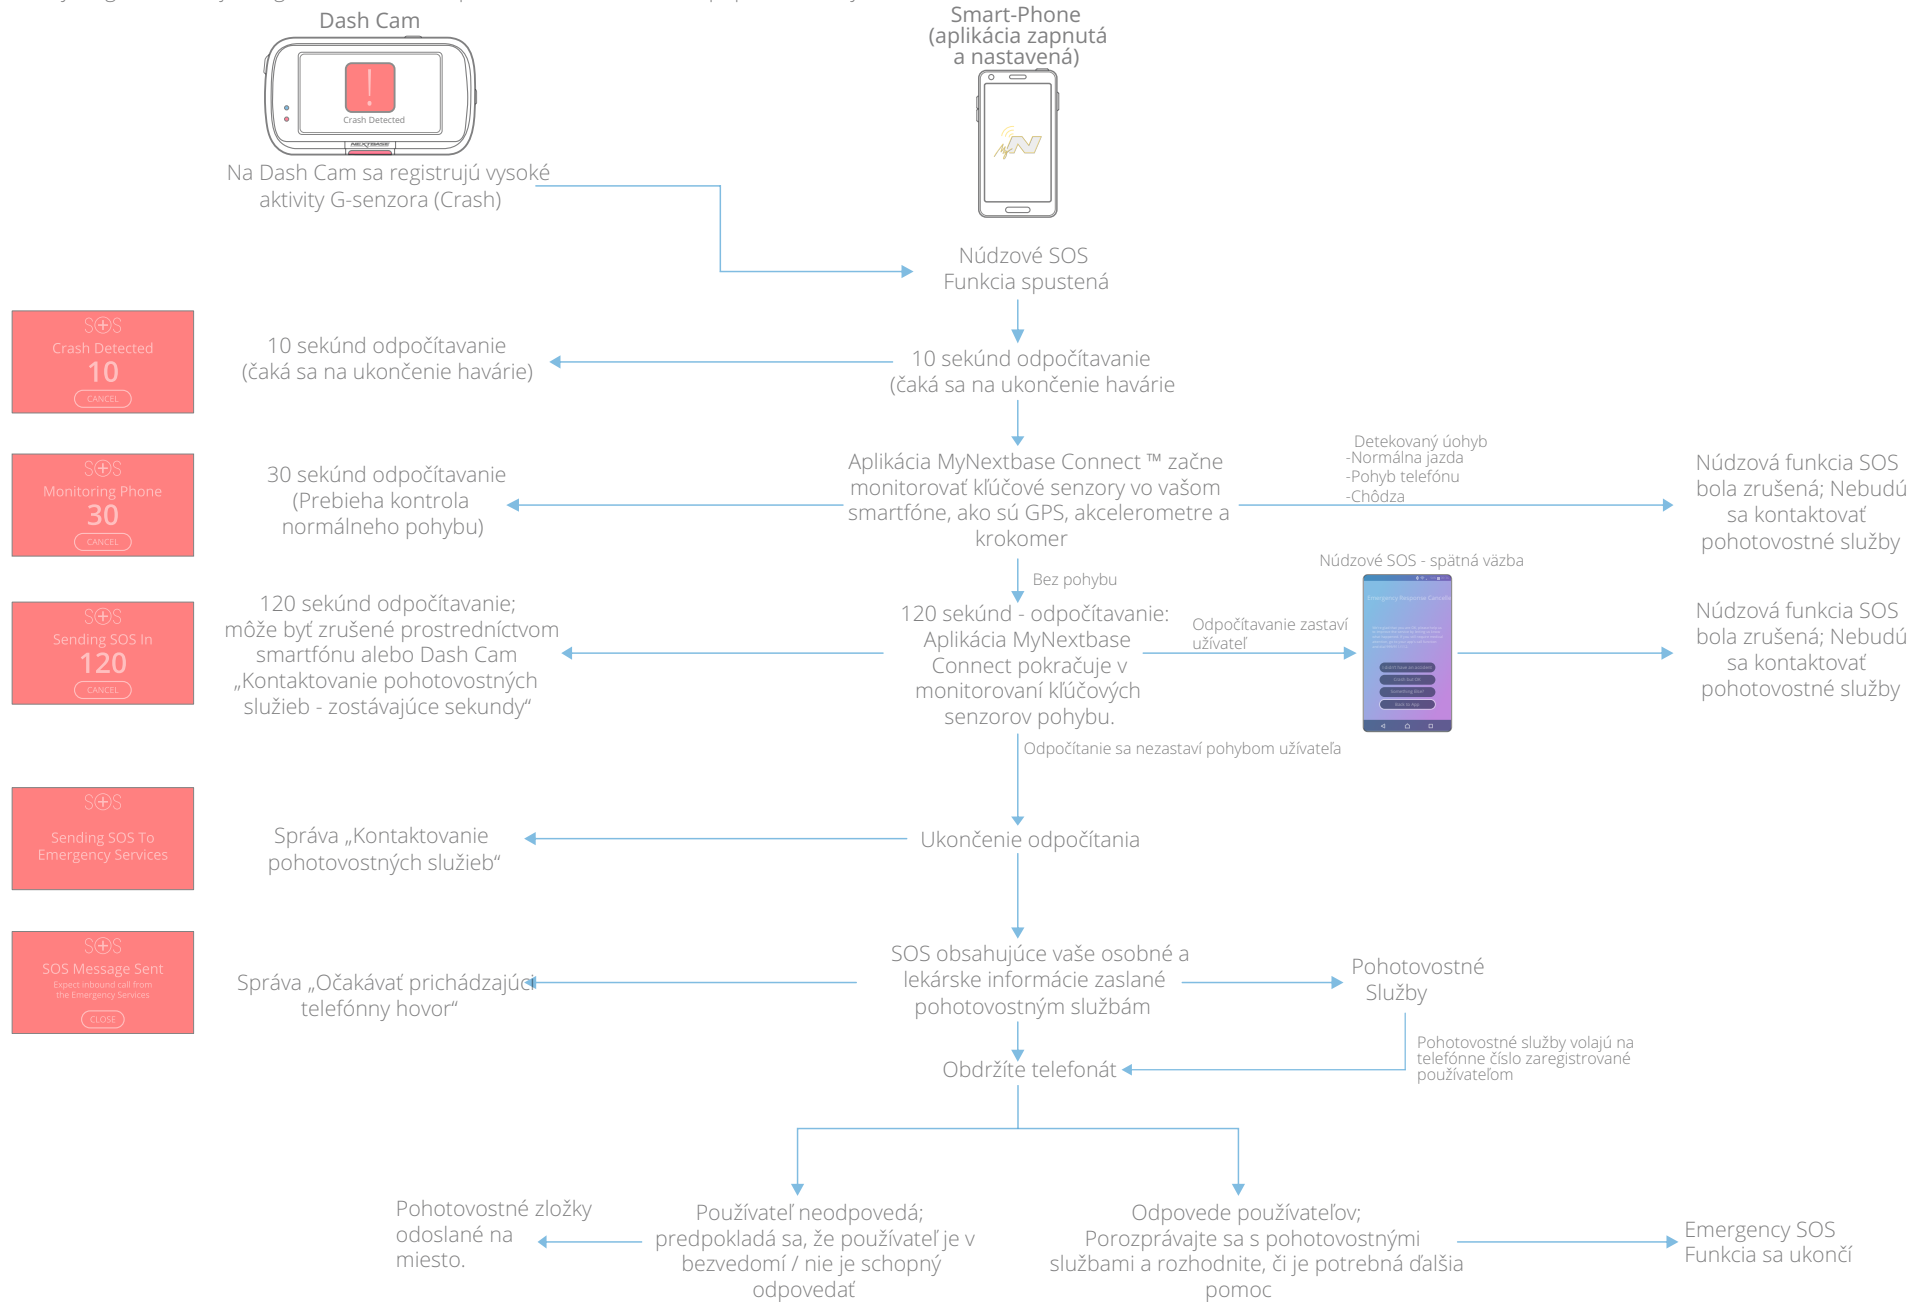 Dash Cam
Smart-Phone
(aplikácia zapnutá
a nastavená)
Crash Detected
NEXTBASE
Na Dash Cam sa registrujú vysoké
aktivity G-senzora (Crash)
Núdzové SOS
Funkcia spustená
SOS
Crash Detected
10
CANCEL
10 sekúnd odpočítavanie
(čaká sa na ukončenie havárie)
10 sekúnd odpočítavanie
(čaká sa na ukončenie havárie
SOS
Monitoring Phone
30
CANCEL
30 sekúnd odpočítavanie
(Prebieha kontrola
normálneho pohybu)
Aplikácia MyNextbase Connect ™ začne
monitorovať kľúčové senzory vo vašom
smartfóne, ako sú GPS, akcelerometre a
krokomer
Detekovaný úohyb
-Normálna jazda
-Pohyb telefónu
-Chôdza
Núdzová funkcia SOS
bola zrušená; Nebudú
sa kontaktovať
pohotovostné služby
Bez pohybu
Núdzové SOS - spätná väzba
SOS
Sending SOS In
120
CANCEL
120 sekúnd odpočítavanie;
môže byť zrušené prostredníctvom
smartfónu alebo Dash Cam
„Kontaktovanie pohotovostných
služieb - zostávajúce sekundy“
120 sekúnd - odpočítavanie:
Aplikácia MyNextbase
Connect pokračuje v
monitorovaní kľúčových
senzorov pohybu.
Odpočítavanie zastaví
užívateľ
Emergency Response Cancelle
Something Else?
Back to App
Núdzová funkcia SOS
bola zrušená; Nebudú
sa kontaktovať
pohotovostné služby
Odpočítanie sa nezastaví pohybom užívateľa
SOS
Sending SOS To
Emergency Services
Správa „Kontaktovanie
pohotovostných služieb“
Ukončenie odpočítania
SOS
SOS Message Sent
Expect inbound call from
the Emergency Services
CLOSE
Správa „Očakávať prichádzajúci
telefónny hovor“
SOS obsahujúce vaše osobné a
lekárske informácie zaslané
pohotovostným službám
Pohotovostné
Služby
Pohotovostné služby volajú na
telefónne číslo zaregistrované
používateľom
Obdržíte telefonát
Pohotovostné zložky
odoslané na
miesto.
Používateľ neodpovedá;
predpokladá sa, že používateľ je v
bezvedomí / nie je schopný
odpovedať
Odpovede používateľov;
Porozprávajte sa s pohotovostnými
službami a rozhodnite, či je potrebná ďalšia
pomoc
Emergency SOS
Funkcia sa ukončí